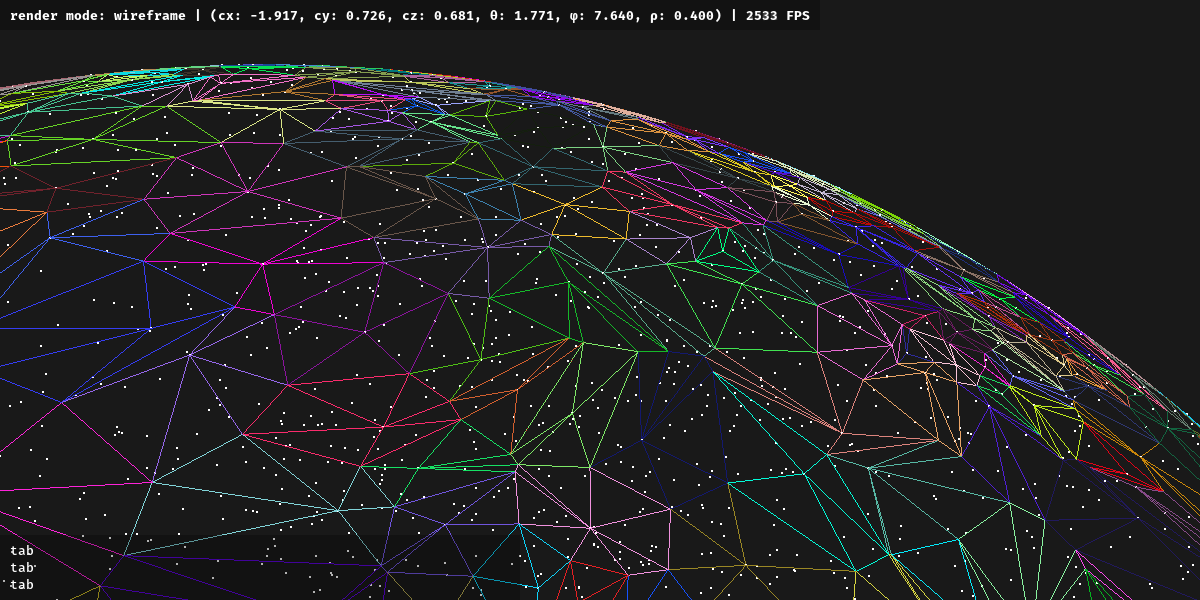 render mode: wireframe | (cx: -1.917, cy: 0.726, cz: 0.681, θ: 1.771, φ: 7.640, ρ: 0.400) | 2533 FPS
tab
tab
tab